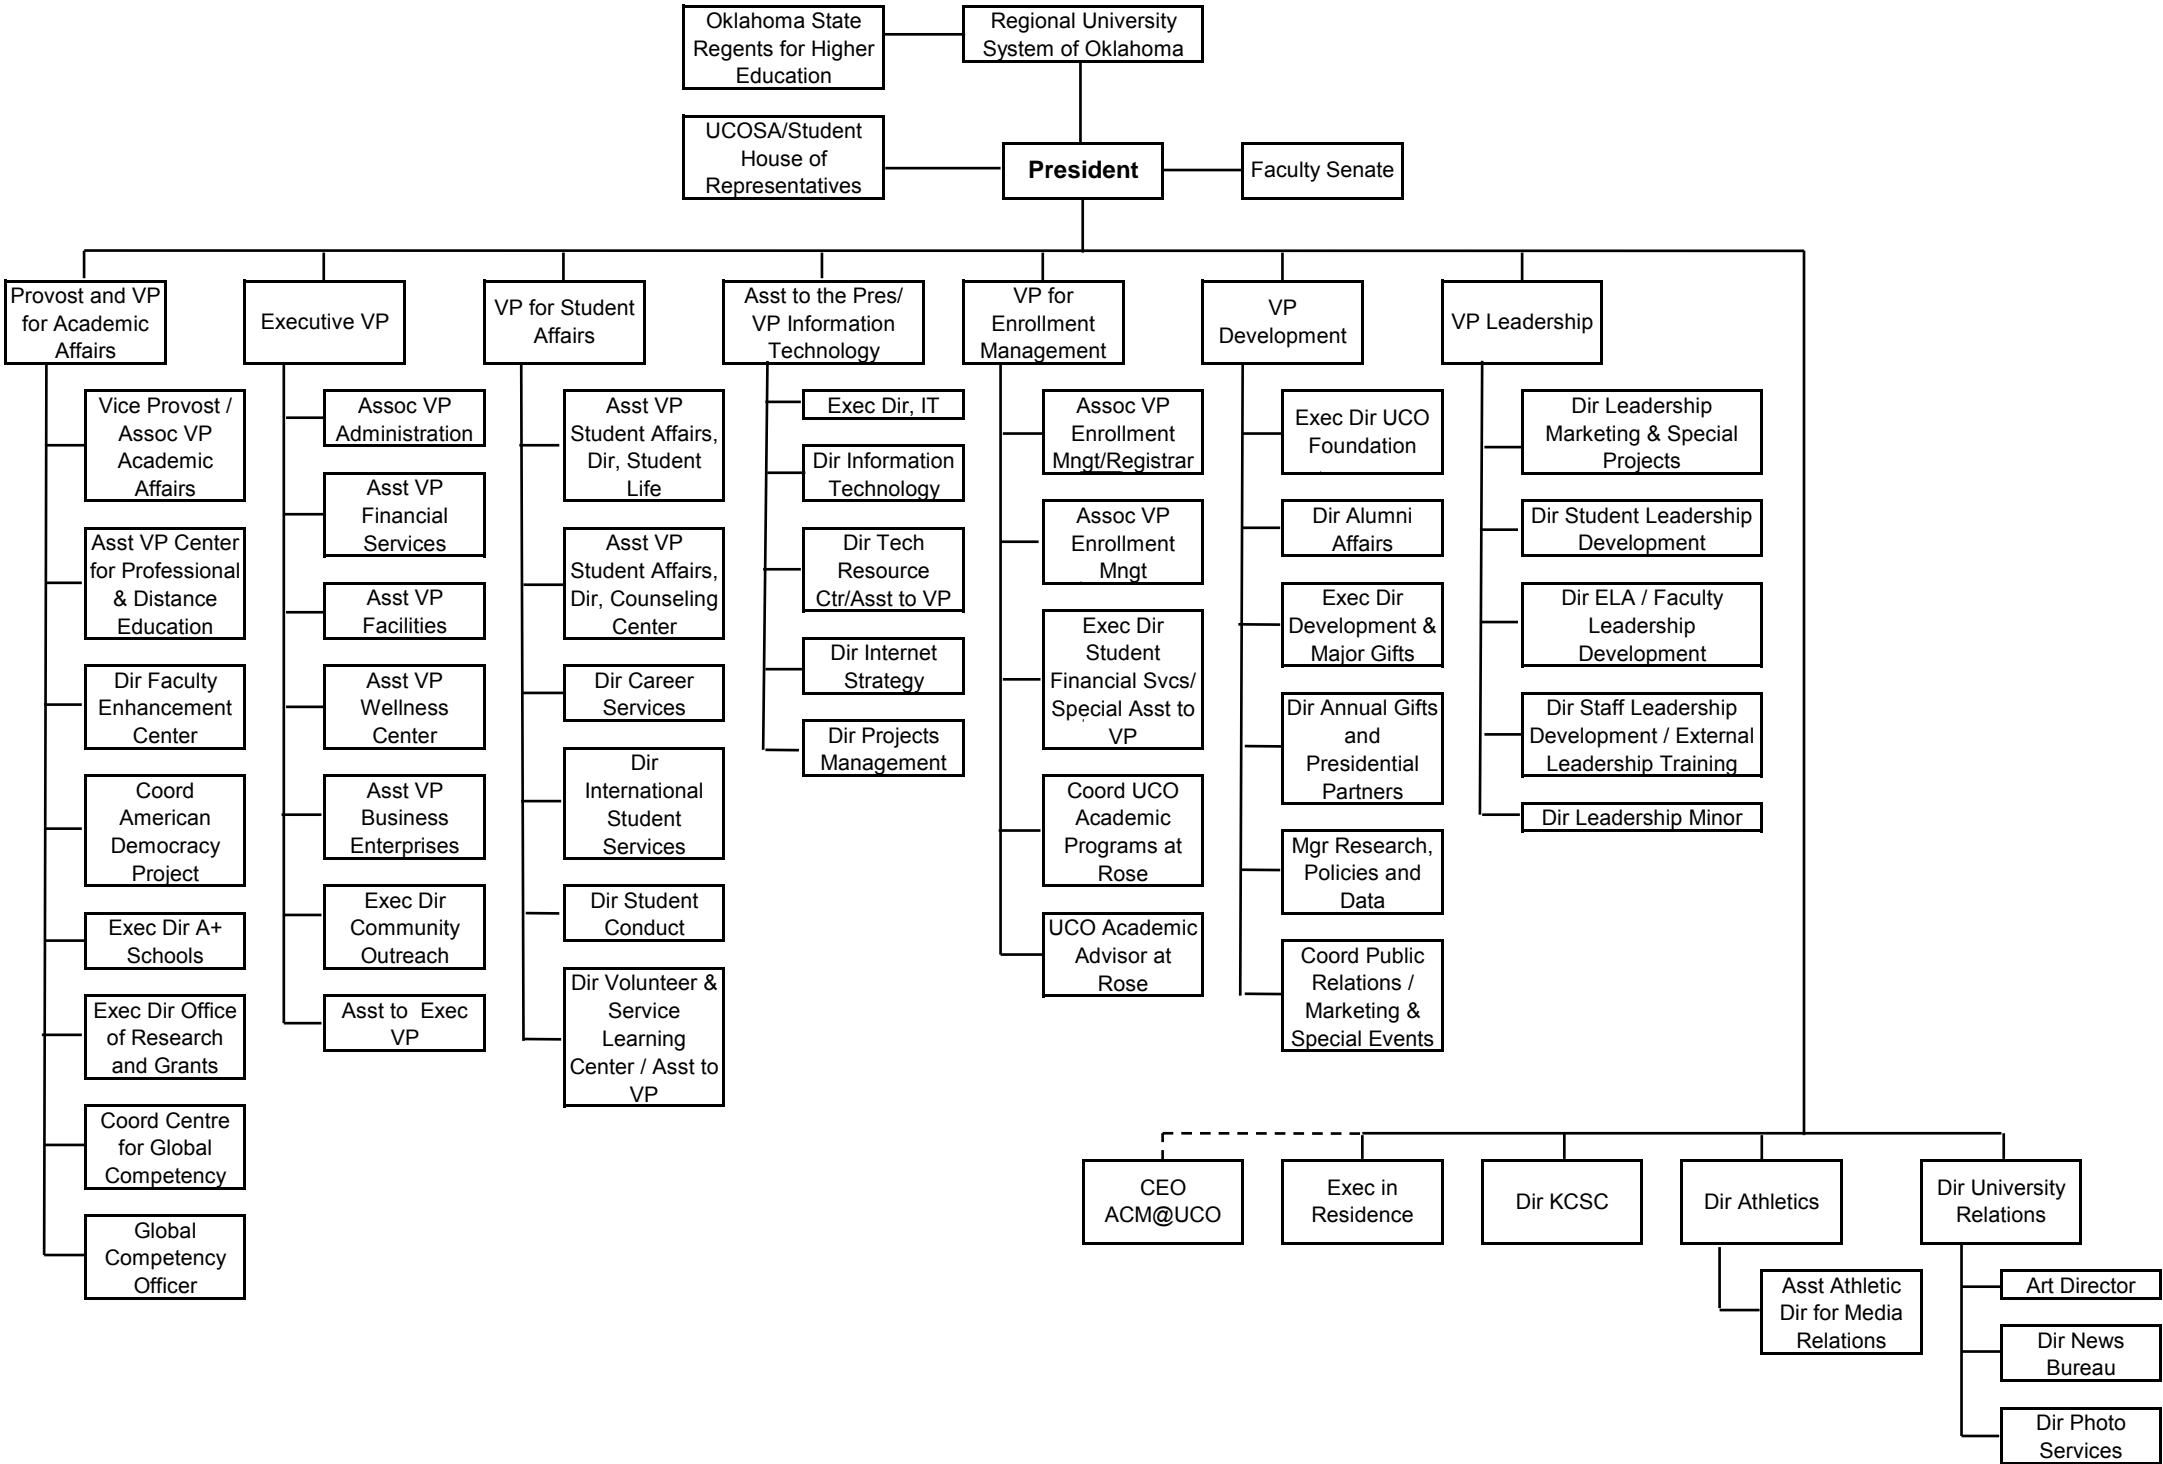 Oklahoma State
Regents for Higher
Education
Regional University
System of Oklahoma
UCOSA/Student
House of
Representatives
President
Faculty Senate
Provost and VP
for Academic
Affairs
Vice Provost /
Assoc VP
Academic
Affairs
Asst VP Center
for Professional
& Distance
Education
Dir Faculty
Enhancement
Center
Coord
American
Democracy
Project
Exec Dir A+
Schools
Exec Dir Office
of Research
and Grants
Coord Centre
for Global
Competency
Global
Competency
Officer
Executive VP
Assoc VP
Administration
Asst VP
Financial
Services
Asst VP
Facilities
Asst VP
Wellness
Center
Asst VP
Business
Enterprises
Exec Dir
Community
Outreach
Asst to  Exec
VP
VP for Student
Affairs
Asst VP
Student Affairs,
Dir, Student
Life
Asst VP
Student Affairs,
Dir, Counseling
Center
Dir Career
Services
Dir
International
Student
Services
Dir Student
Conduct
Dir Volunteer &
Service
Learning
Center / Asst to
VP
Asst to the Pres/
VP Information
Technology
Exec Dir, IT
Dir Information
Technology
Dir Tech
Resource
Ctr/Asst to VP
Dir Internet
Strategy
Dir Projects
Management
VP for
Enrollment
Management
Assoc VP
Enrollment
Mngt/Registrar
Assoc VP
Enrollment
Mngt
Exec Dir
Student
Financial Svcs/
Special Asst to
VP
Coord UCO
Academic
Programs at
Rose
UCO Academic
Advisor at
Rose
VP
Development
Exec Dir UCO
Foundation
Dir Alumni
Affairs
Exec Dir
Development &
Major Gifts
Dir Annual Gifts
and
Presidential
Partners
Mgr Research,
Policies and
Data
Coord Public
Relations /
Marketing &
Special Events
VP Leadership
Dir Leadership
Marketing & Special
Projects
Dir Student Leadership
Development
Dir ELA / Faculty
Leadership
Development
Dir Staff Leadership
Development / External
Leadership Training
Dir Leadership Minor
CEO
ACM@UCO
Exec in
Residence
Dir KCSC
Dir Athletics
Asst Athletic
Dir for Media
Relations
Dir University
Relations
Art Director
Dir News
Bureau
Dir Photo
Services